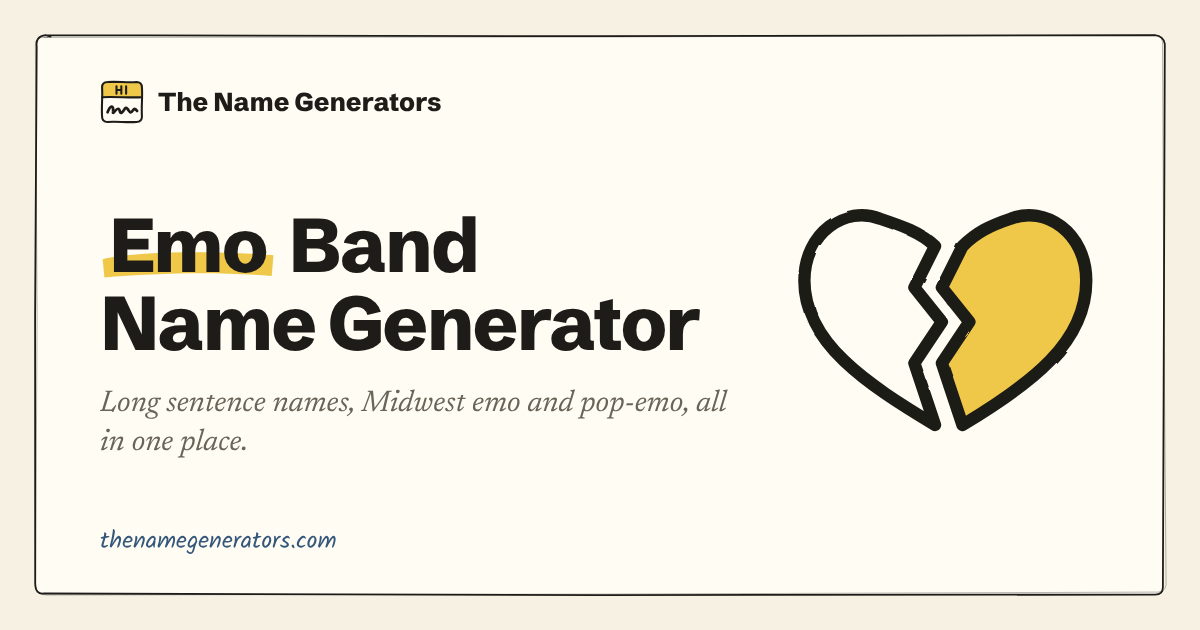 HI
The Name Generators
Emo Band
Name Generator
Long sentence names, Midwest emo and pop-emo, all
in one place.
thenamegenerators.com